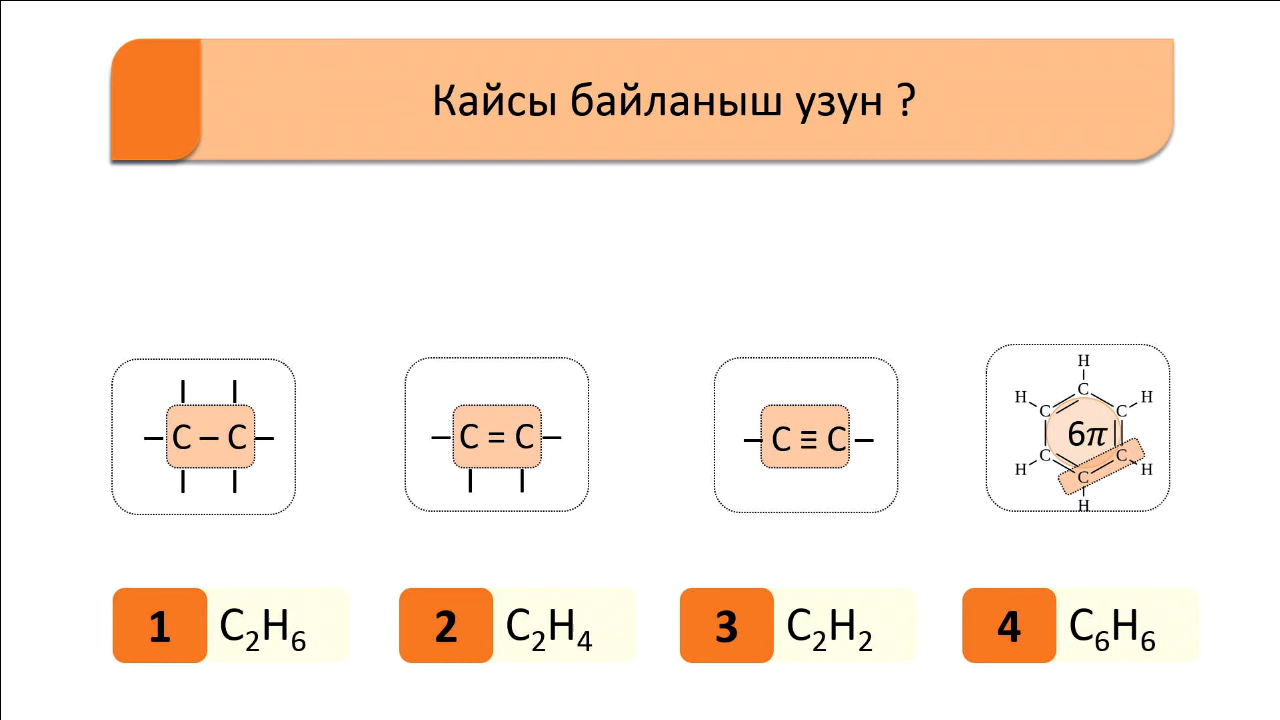 Кайсы байланыш узун ?
C – C
C = C
C ≡ C
H
H H
C
C C
6π
C C
C
H H
H
1 C₂H₆
2 C₂H₄
3 C₂H₂
4 C₆H₆